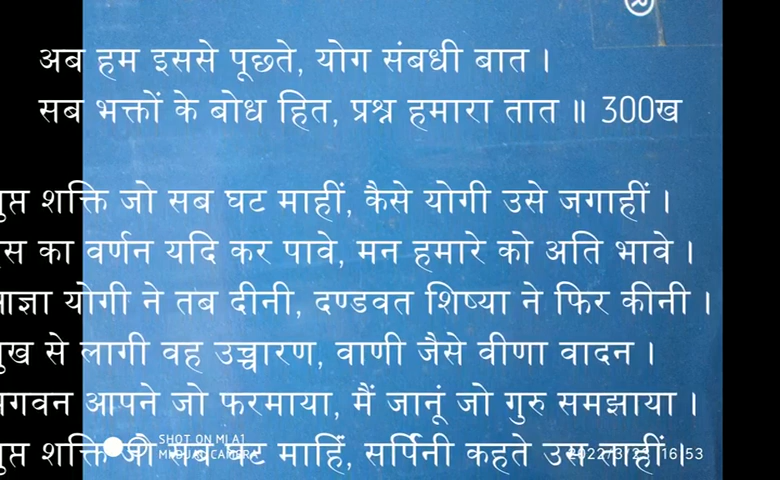 अब हम इससे पूछते, योग संबधी बात ।
सब भक्तों के बोध हित, प्रश्न हमारा तात ॥ 300ख
शक्ति जो सब घट माहीं, कैसे योगी उसे जगाहीं ।
का वर्णन यदि कर पावे, मन हमारे को अति भावे ।
योगी ने तब दीनी, दण्डवत शिष्या ने फिर कीनी ।
से लागी वह उच्चारण, वाणी जैसे वीणा वादन ।
आपने जो फरमाया, मैं जानूं जो गुरु समझाया ।
शक्ति जो सब घट माहिं, सर्पिनी कहते उस ताहीं ।
SHOT ON MI A1
MI DUAL CAMERA
2022/3/23 16:53